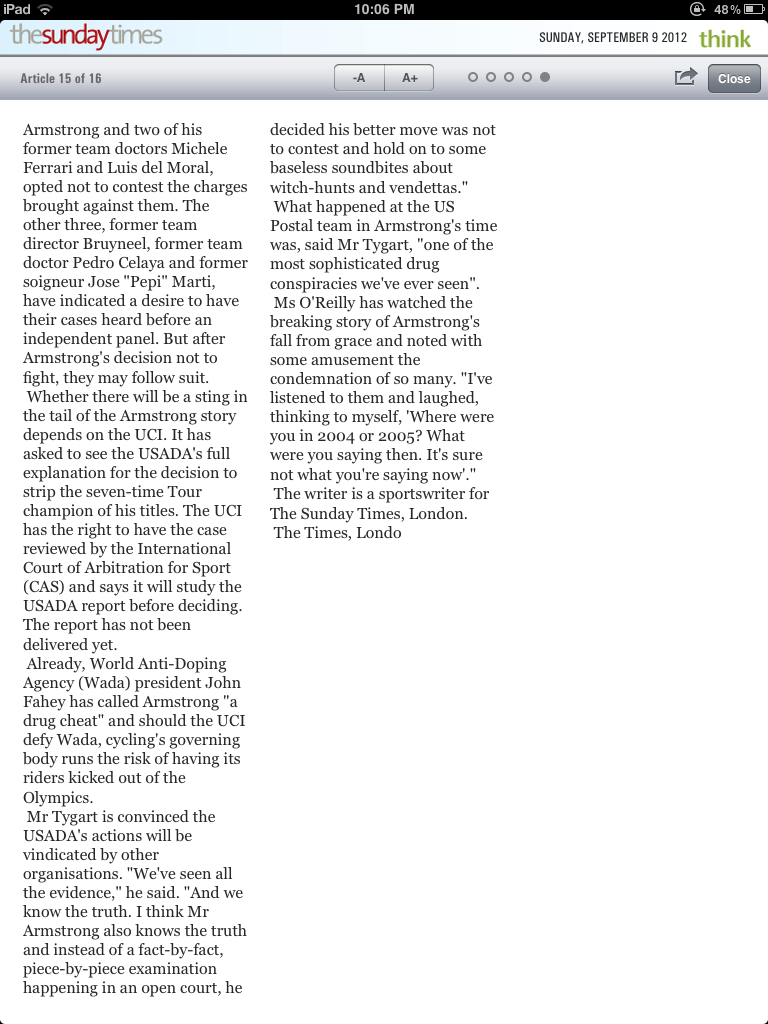 iPad
10:06 PM
48%
thesundaytimes
SUNDAY, SEPTEMBER 9 2012
think
Article 15 of 16
-A
A+
Close
Armstrong and two of his
former team doctors Michele
Ferrari and Luis del Moral,
opted not to contest the charges
brought against them. The
other three, former team
director Bruyneel, former team
doctor Pedro Celaya and former
soigneur Jose "Pepi" Marti,
have indicated a desire to have
their cases heard before an
independent panel. But after
Armstrong's decision not to
fight, they may follow suit.
Whether there will be a sting in
the tail of the Armstrong story
depends on the UCI. It has
asked to see the USADA's full
explanation for the decision to
strip the seven-time Tour
champion of his titles. The UCI
has the right to have the case
reviewed by the International
Court of Arbitration for Sport
(CAS) and says it will study the
USADA report before deciding.
The report has not been
delivered yet.
Already, World Anti-Doping
Agency (Wada) president John
Fahey has called Armstrong "a
drug cheat" and should the UCI
defy Wada, cycling's governing
body runs the risk of having its
riders kicked out of the
Olympics.
Mr Tygart is convinced the
USADA's actions will be
vindicated by other
organisations. "We've seen all
the evidence," he said. "And we
know the truth. I think Mr
Armstrong also knows the truth
and instead of a fact-by-fact,
piece-by-piece examination
happening in an open court, he
decided his better move was not
to contest and hold on to some
baseless soundbites about
witch-hunts and vendettas."
What happened at the US
Postal team in Armstrong's time
was, said Mr Tygart, "one of the
most sophisticated drug
conspiracies we've ever seen".
Ms O'Reilly has watched the
breaking story of Armstrong's
fall from grace and noted with
some amusement the
condemnation of so many. "I've
listened to them and laughed,
thinking to myself, 'Where were
you in 2004 or 2005? What
were you saying then. It's sure
not what you're saying now'."
The writer is a sportswriter for
The Sunday Times, London.
The Times, Londo